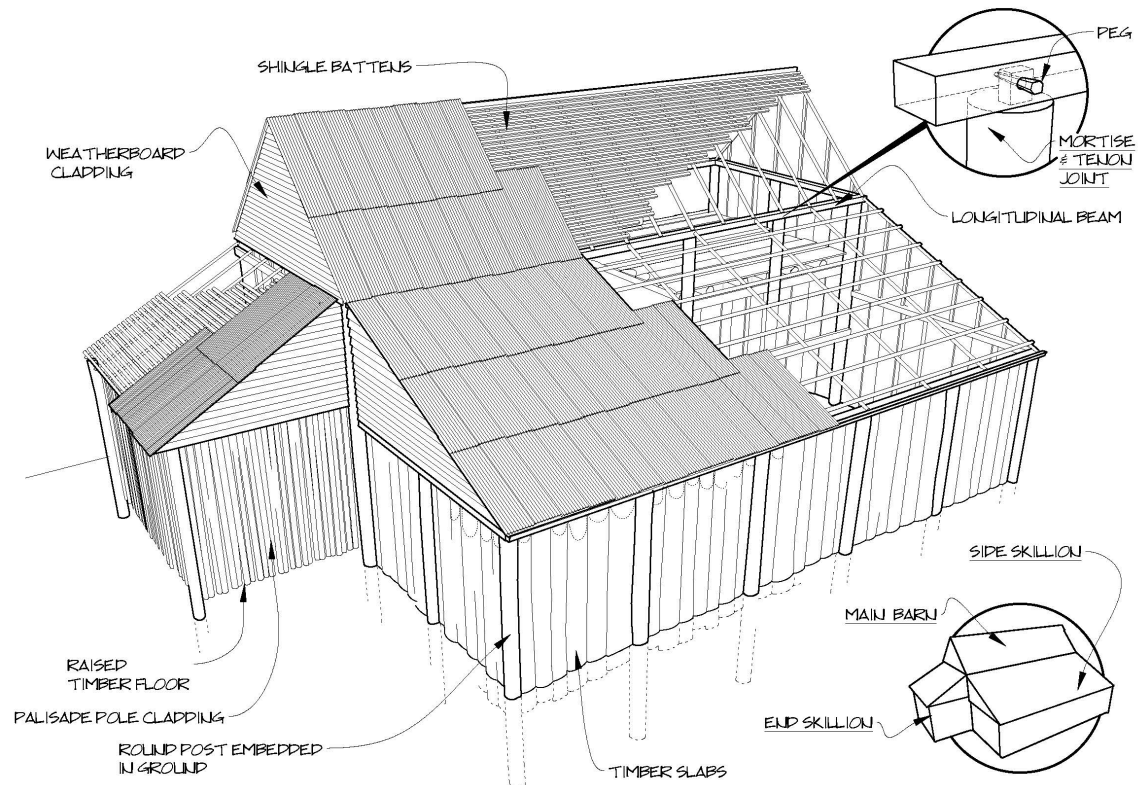 SHINGLE BATTENS
PEG
WEATHERBOARD
CLADDING
MORTISE
& TENON
JOINT
LONGITUDINAL BEAM
SIDE SKILLION
MAIN BARN
END SKILLION
RAISED
TIMBER FLOOR
PALISADE POLE CLADDING
ROUND POST EMBEDDED
IN GROUND
TIMBER SLABS